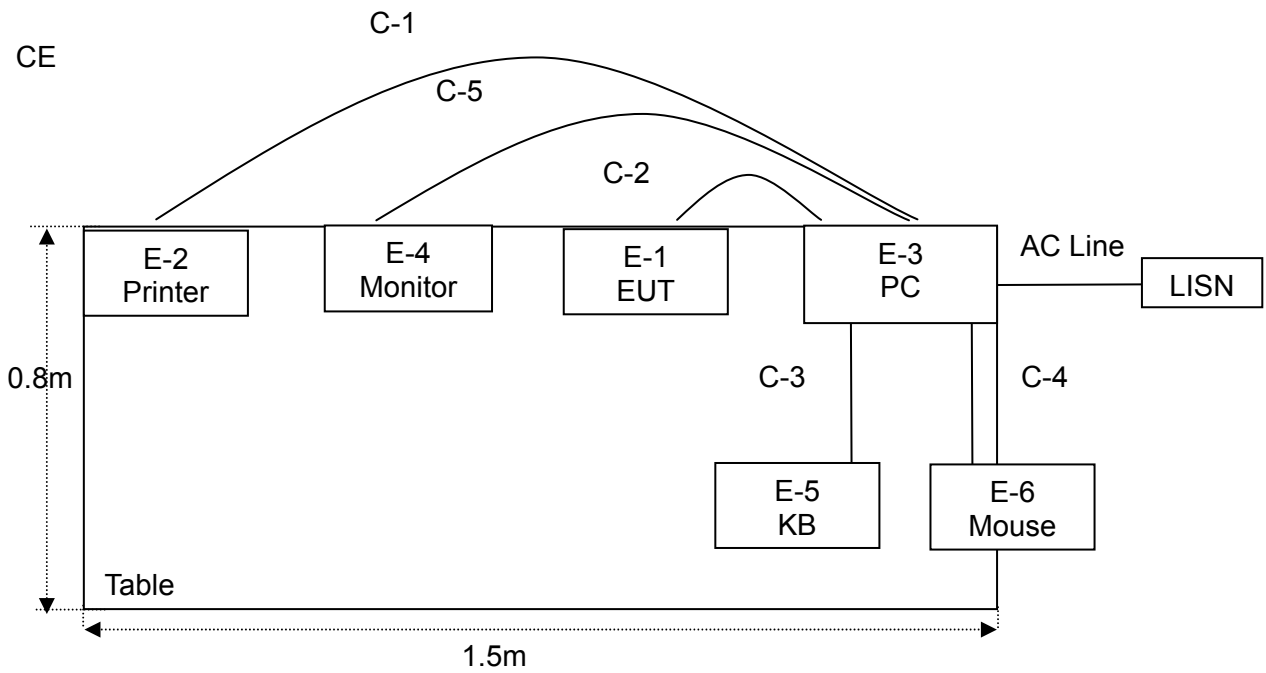 C-1
CE
C-5
C-2
E-2
Printer
E-4
Monitor
E-1
EUT
E-3
PC
AC Line
LISN
0.8m
C-3
C-4
E-5
KB
E-6
Mouse
Table
1.5m